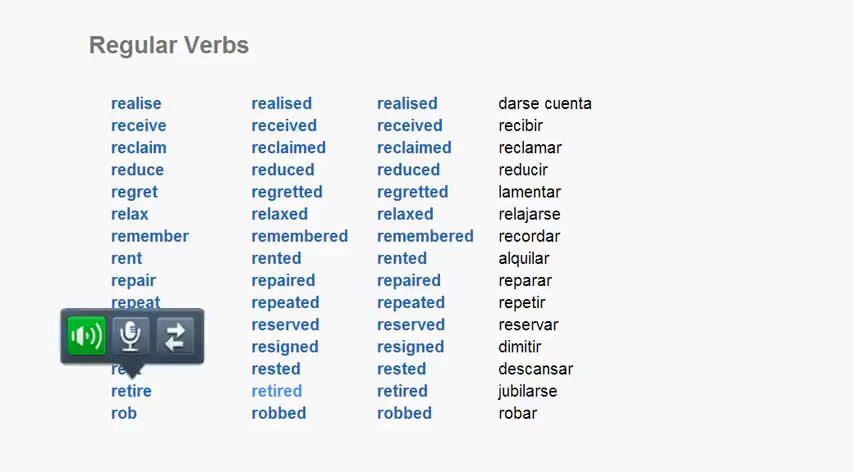 Regular Verbs
realise realised realised darse cuenta
receive received received recibir
reclaim reclaimed reclaimed reclamar
reduce reduced reduced reducir
regret regretted regretted lamentar
relax relaxed relaxed relajarse
remember remembered remembered recordar
rent rented rented alquilar
repair repaired repaired reparar
repeat repeated repeated repetir
reserved reserved reservar
resigned resigned dimitir
rested rested descansar
retire retired retired jubilarse
rob robbed robbed robar